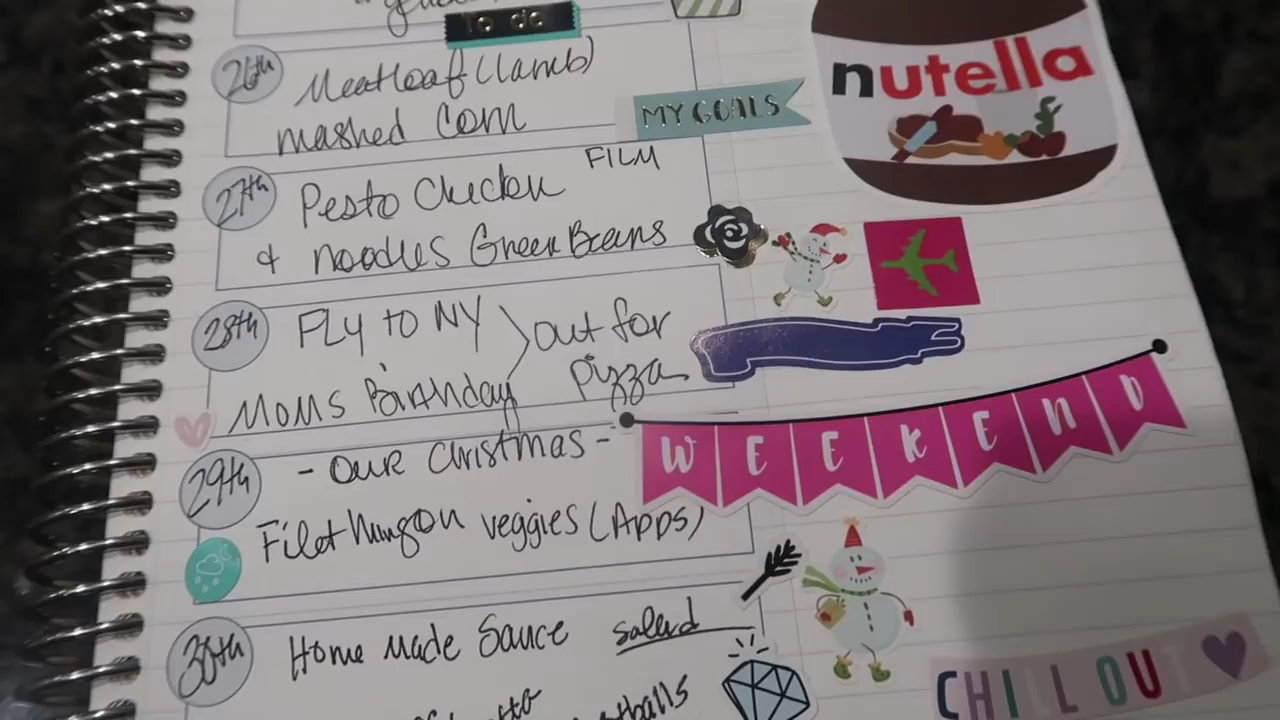 To do
26th Meatloaf (lamb)
mashed Corn
MY GOALS
nutella
27th Pesto Chicken FILM
& noodles Green Beans
28th FLY to NY
Moms Birthday
out for
pizza
WEEKEND
29th - our Christmas -
Filet veggies (Apps)
30th Home Made Sauce salad
CHILL OUT